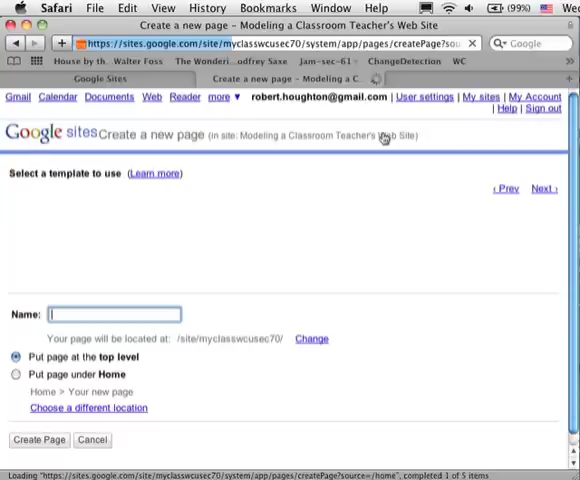 Safari File Edit View History Bookmarks Window Help (99%) Wed
Create a new page - Modeling a Classroom Teacher's Web Site
https://sites.google.com/site/myclasswcusec70/system/app/pages/createPage?sou Google
House by th... Walter Foss The Wonderi... ...odfrey Saxe Jam-sec-61 ChangeDetection WC
Google Sites Create a new page - Modeling a C...
Gmail Calendar Documents Web Reader more ▼ robert.houghton@gmail.com | User settings | My sites | My Account
| Help | Sign out
Google sites Create a new page (in site: Modeling a Classroom Teacher's Web Site)
Select a template to use (Learn more)
‹ Prev Next ›
Name:
Your page will be located at: /site/myclasswcusec70/ Change
Put page at the top level
Put page under Home
Home > Your new page
Choose a different location
Create Page Cancel
Loading "https://sites.google.com/site/myclasswcusec70/system/app/pages/createPage?source=/home", completed 1 of 5 items